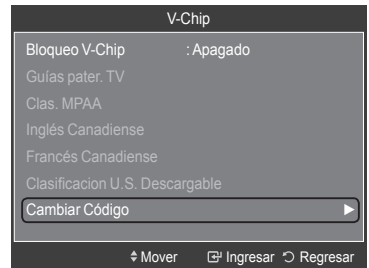 V-Chip
Bloqueo V-Chip : Apagado
Guías pater. TV
Clas. MPAA
Inglés Canadiense
Francés Canadiense
Clasificacion U.S. Descargable
Cambiar Código
Mover Ingresar Regresar